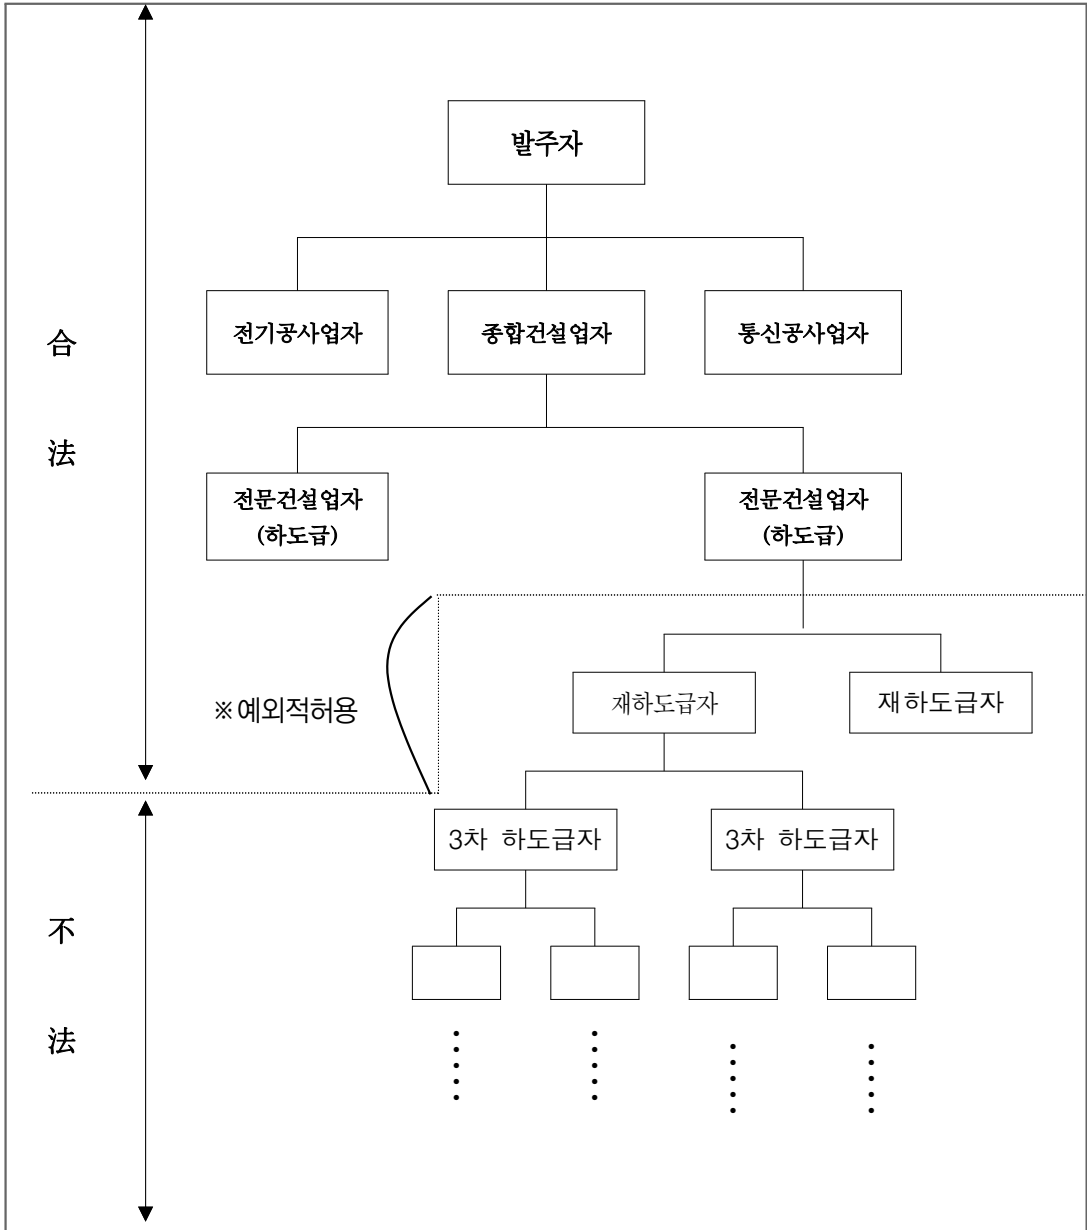 발주자
전기공사업자
종합건설업자
통신공사업자
合
法
전문건설업자
(하도급)
전문건설업자
(하도급)
※예외적허용
재하도급자
재하도급자
3차 하도급자
3차 하도급자
不
法